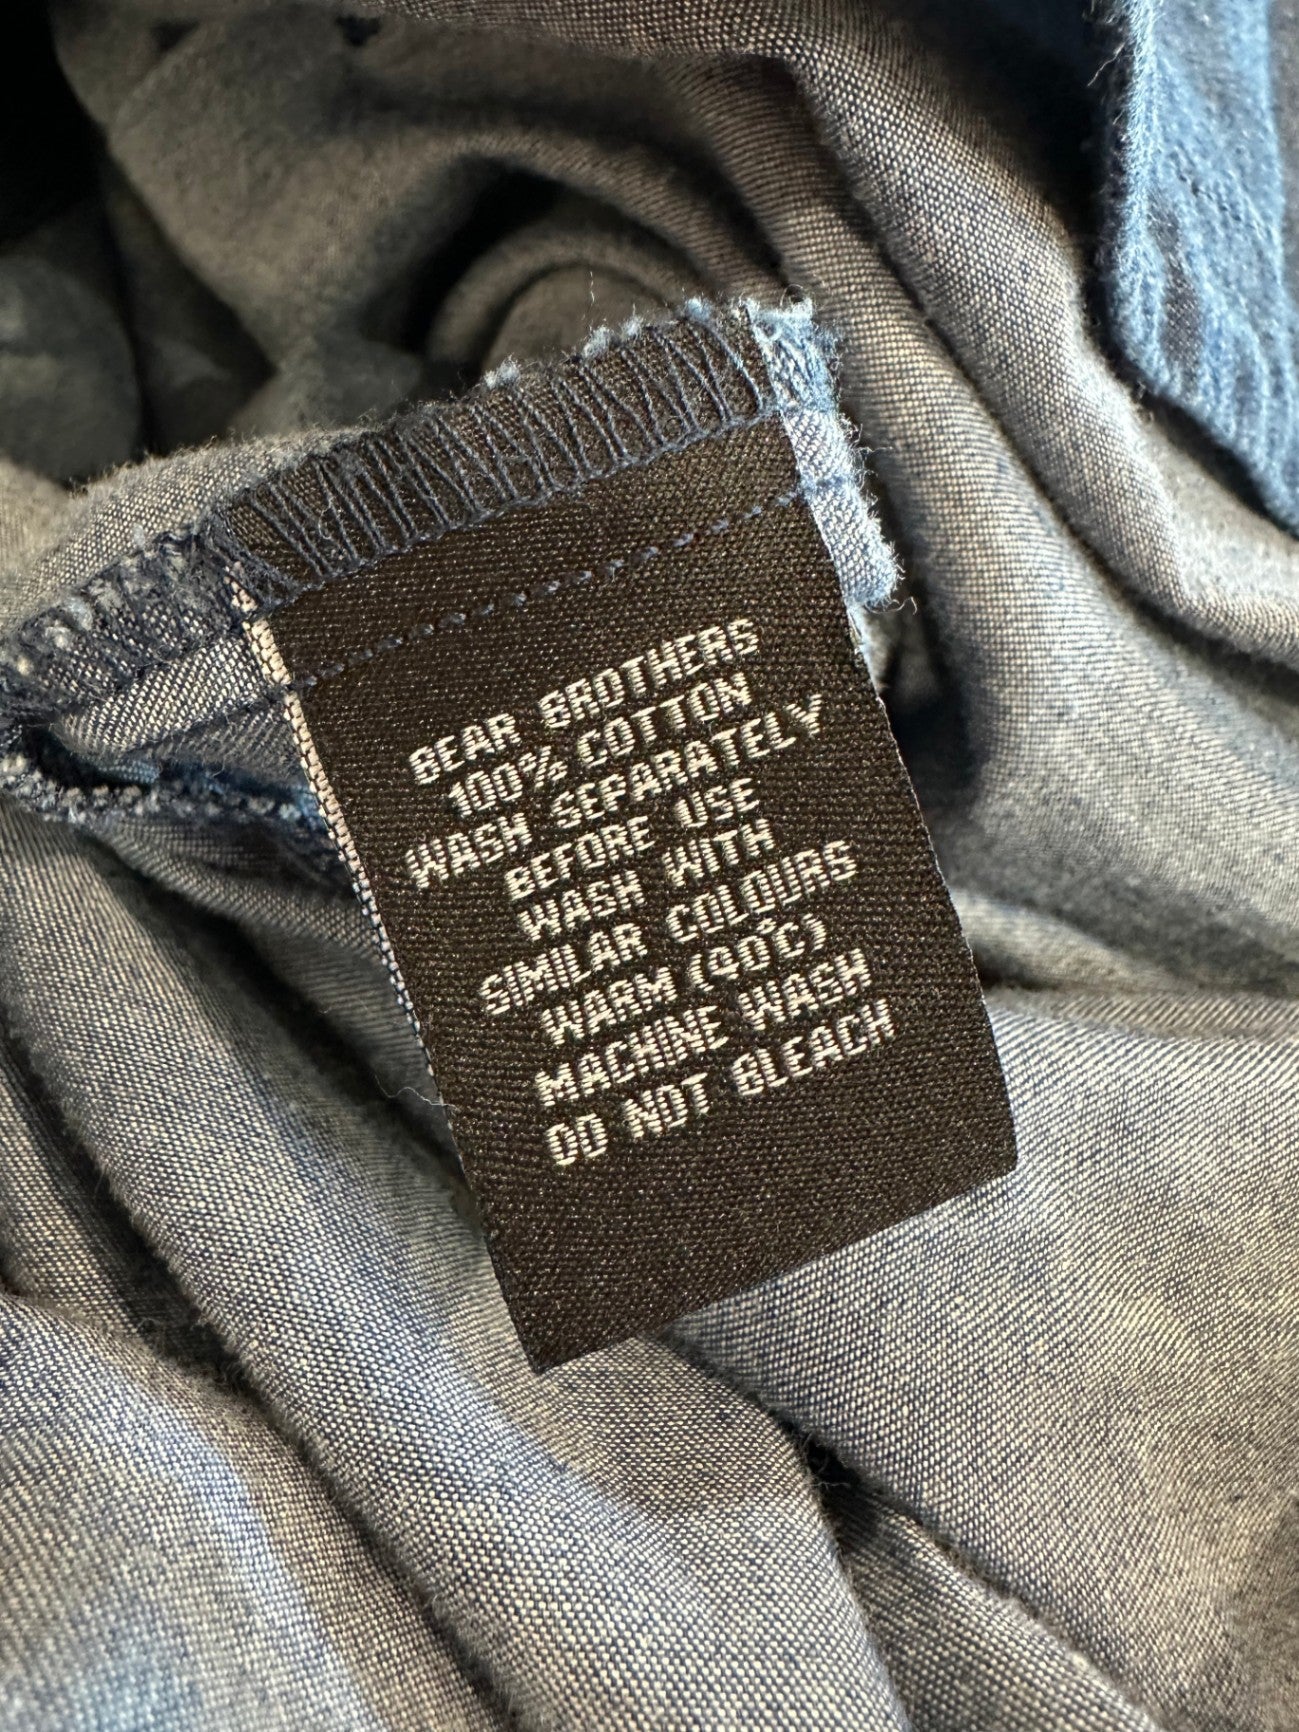 BEAR BROTHERS
100% COTTON
WASH SEPARATELY
BEFORE USE
WASH WITH
SIMILAR COLOURS
WARM (40°C)
MACHINE WASH
DO NOT BLEACH